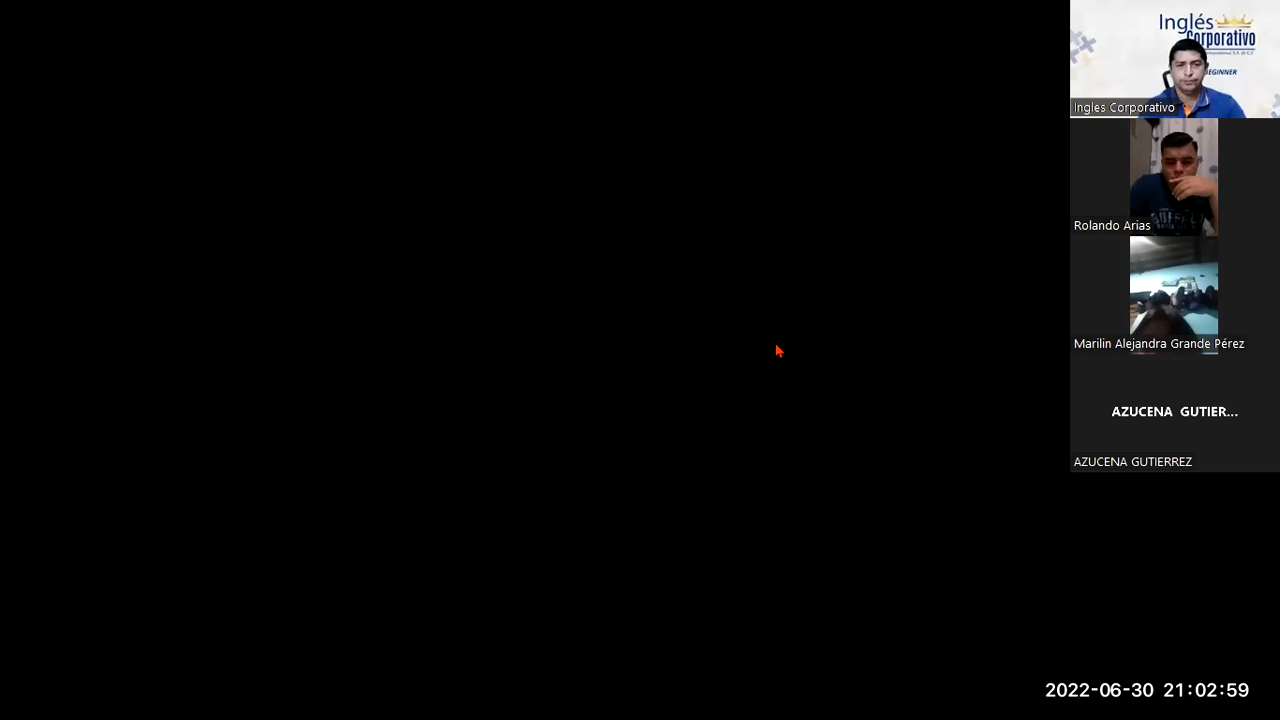 Inglés
Corporativo
BEGINNER
Ingles Corporativo
Rolando Arias
Marilin Alejandra Grande Pérez
AZUCENA GUTIER...
AZUCENA GUTIERREZ
2022-06-30 21:02:59